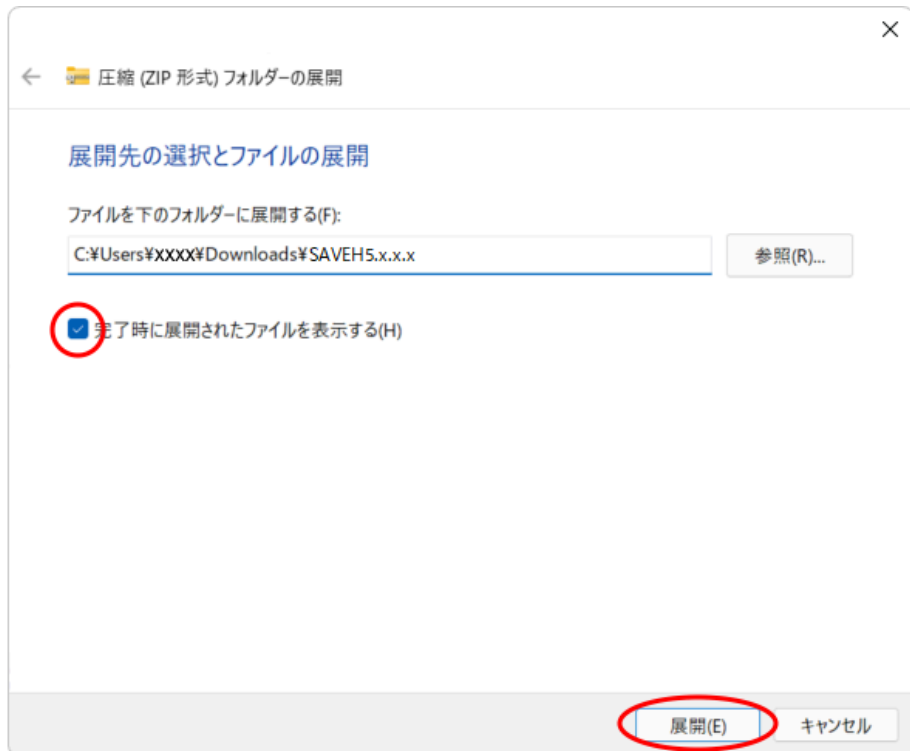 圧縮 (ZIP 形式) フォルダーの展開
展開先の選択とファイルの展開
ファイルを下のフォルダーに展開する(F):
C:¥Users¥XXXX¥Downloads¥SAVEH5.x.x.x
参照(R)...
完了時に展開されたファイルを表示する(H)
展開(E)
キャンセル